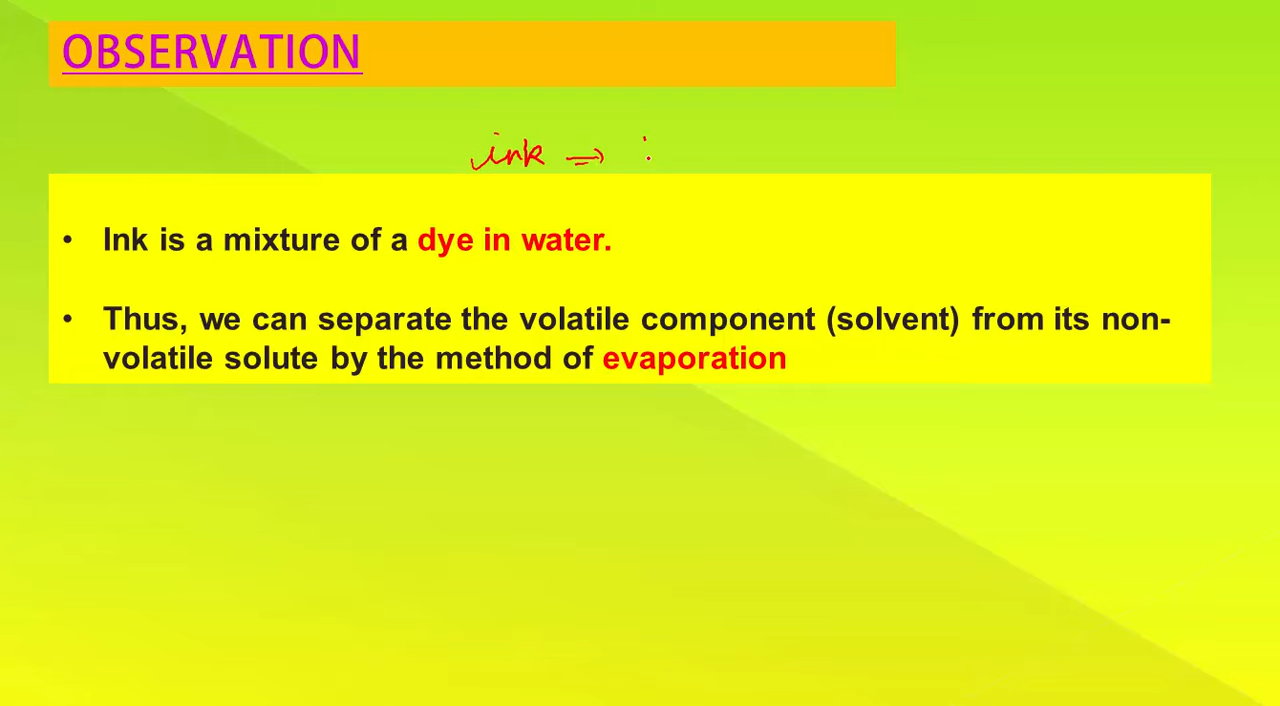 OBSERVATION
ink ⇒ :
• Ink is a mixture of a dye in water.
• Thus, we can separate the volatile component (solvent) from its non-
volatile solute by the method of evaporation